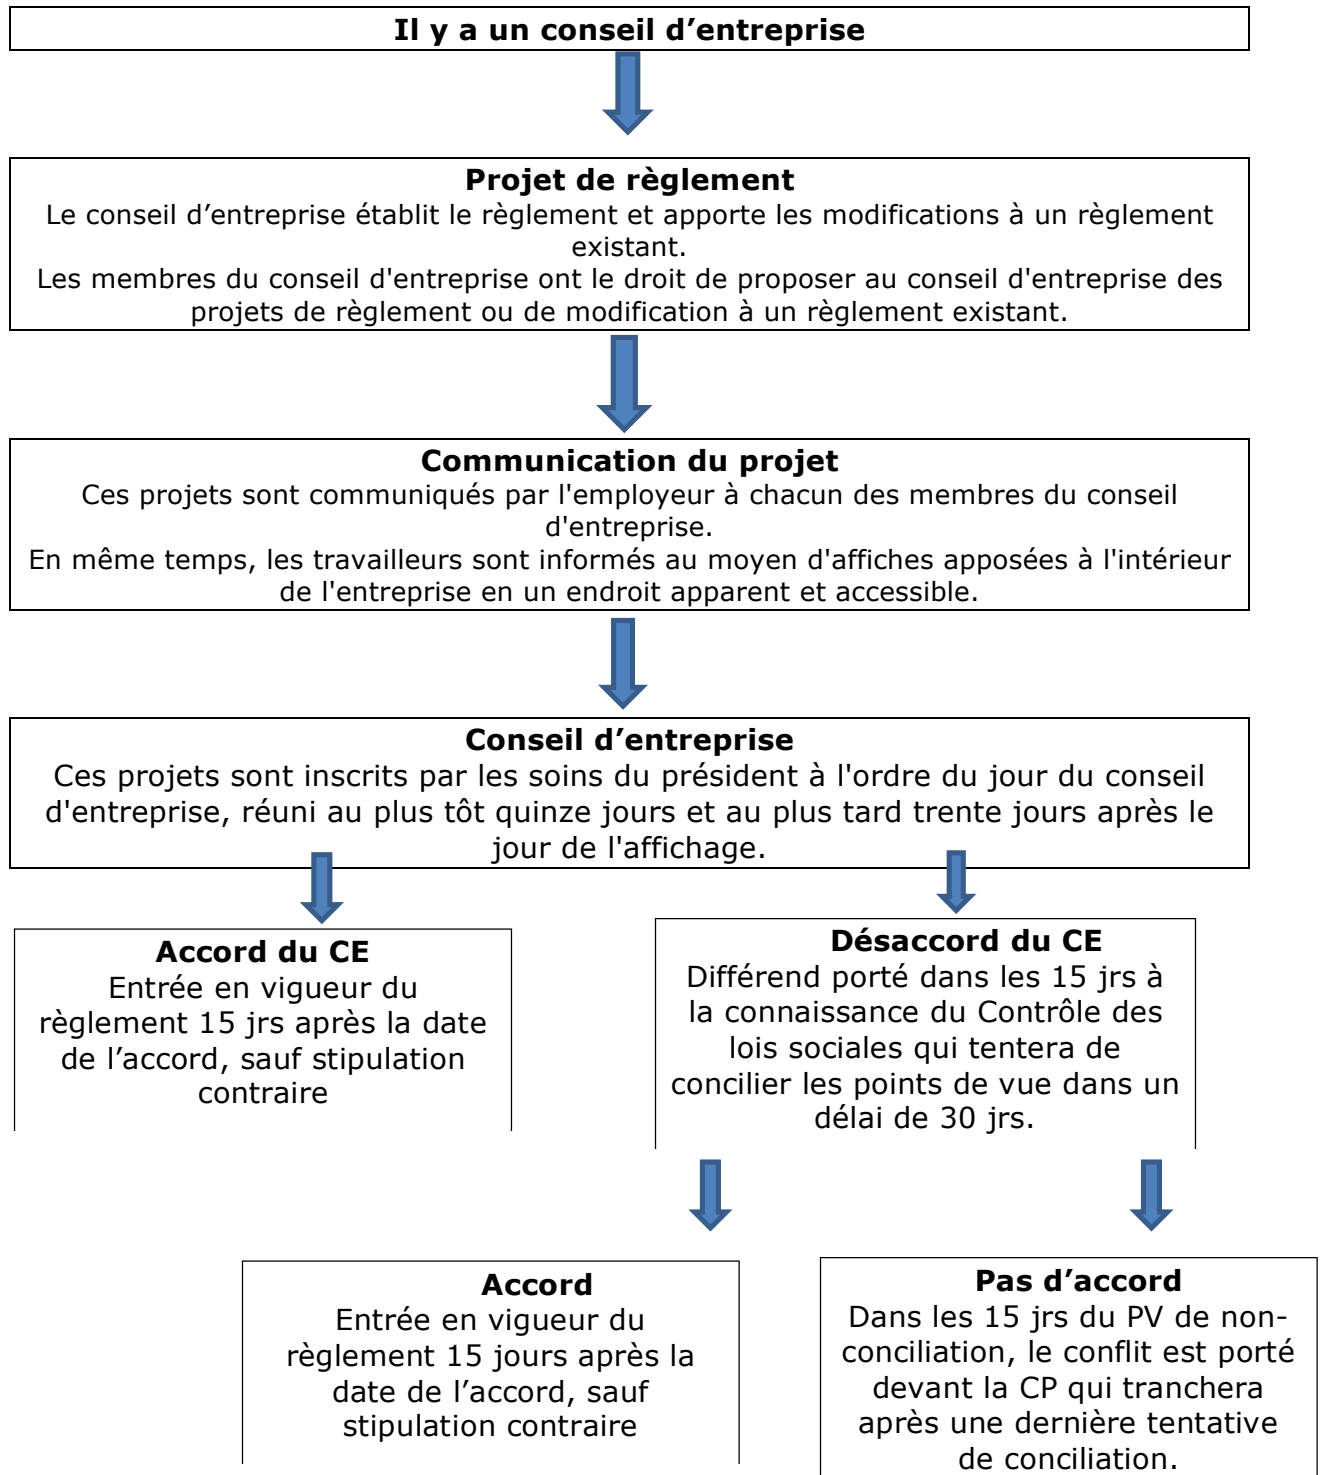 Il y a un conseil d’entreprise
Projet de règlement
Le conseil d’entreprise établit le règlement et apporte les modifications à un règlement
existant.
Les membres du conseil d'entreprise ont le droit de proposer au conseil d'entreprise des
projets de règlement ou de modification à un règlement existant.
Communication du projet
Ces projets sont communiqués par l'employeur à chacun des membres du conseil
d'entreprise.
En même temps, les travailleurs sont informés au moyen d'affiches apposées à l'intérieur
de l'entreprise en un endroit apparent et accessible.
Conseil d’entreprise
Ces projets sont inscrits par les soins du président à l'ordre du jour du conseil
d'entreprise, réuni au plus tôt quinze jours et au plus tard trente jours après le
jour de l'affichage.
Accord du CE
Entrée en vigueur du
règlement 15 jrs après la date
de l’accord, sauf stipulation
contraire
Désaccord du CE
Différend porté dans les 15 jrs à
la connaissance du Contrôle des
lois sociales qui tentera de
concilier les points de vue dans un
délai de 30 jrs.
Accord
Entrée en vigueur du
règlement 15 jours après la
date de l’accord, sauf
stipulation contraire
Pas d’accord
Dans les 15 jrs du PV de non-
conciliation, le conflit est porté
devant la CP qui tranchera
après une dernière tentative
de conciliation.